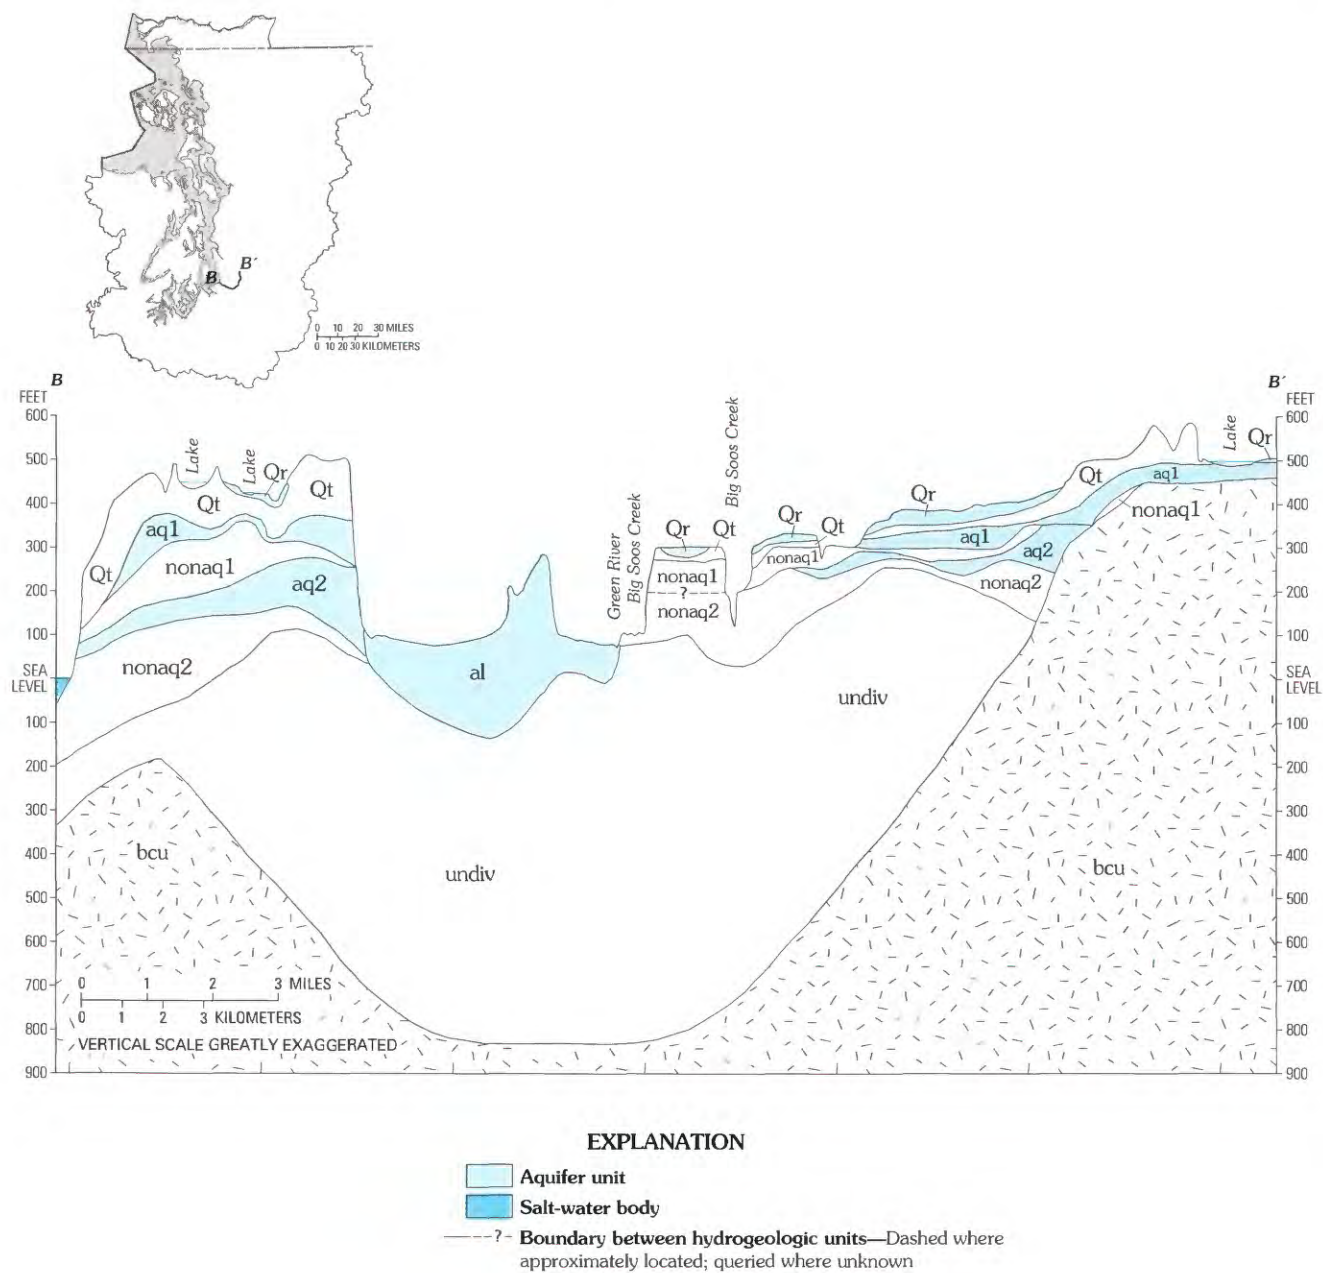 B
B´
0 10 20 30 MILES
0 10 20 30 KILOMETERS
B
FEET
600
500
400
300
200
100
SEA
LEVEL
100
200
300
400
500
600
700
800
900
B´
FEET
600
500
400
300
200
100
SEA
LEVEL
100
200
300
400
500
600
700
800
900
Lake
Lake
Qr
Qt
Qt
aq1
Qt
nonaq1
aq2
nonaq2
al
Green River
Big Soos Creek
Big Soos Creek
Qr
Qt
nonaq1
?
nonaq2
Qr
Qt
nonaq1
Qr
aq1
aq2
nonaq2
Qt
aq1
nonaq1
Lake
Qr
undiv
undiv
bcu
bcu
0 1 2 3 MILES
0 1 2 3 KILOMETERS
VERTICAL SCALE GREATLY EXAGGERATED
EXPLANATION
Aquifer unit
Salt-water body
--?- Boundary between hydrogeologic units—Dashed where
approximately located; queried where unknown